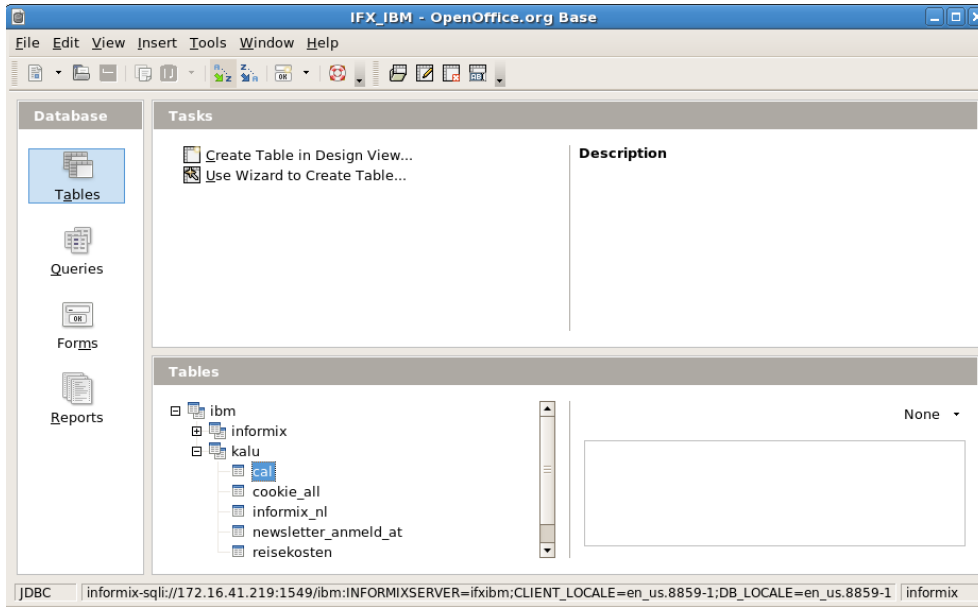 IFX_IBM - OpenOffice.org Base
File Edit View Insert Tools Window Help
Database
Tables
Queries
Forms
Reports
Tasks
Create Table in Design View...
Use Wizard to Create Table...
Description
Tables
ibm
informix
kalu
cal
cookie_all
informix_nl
newsletter_anmeld_at
reisekosten
None
JDBC informix-sqli://172.16.41.219:1549/ibm:INFORMIXSERVER=ifxibm;CLIENT_LOCALE=en_us.8859-1;DB_LOCALE=en_us.8859-1 informix